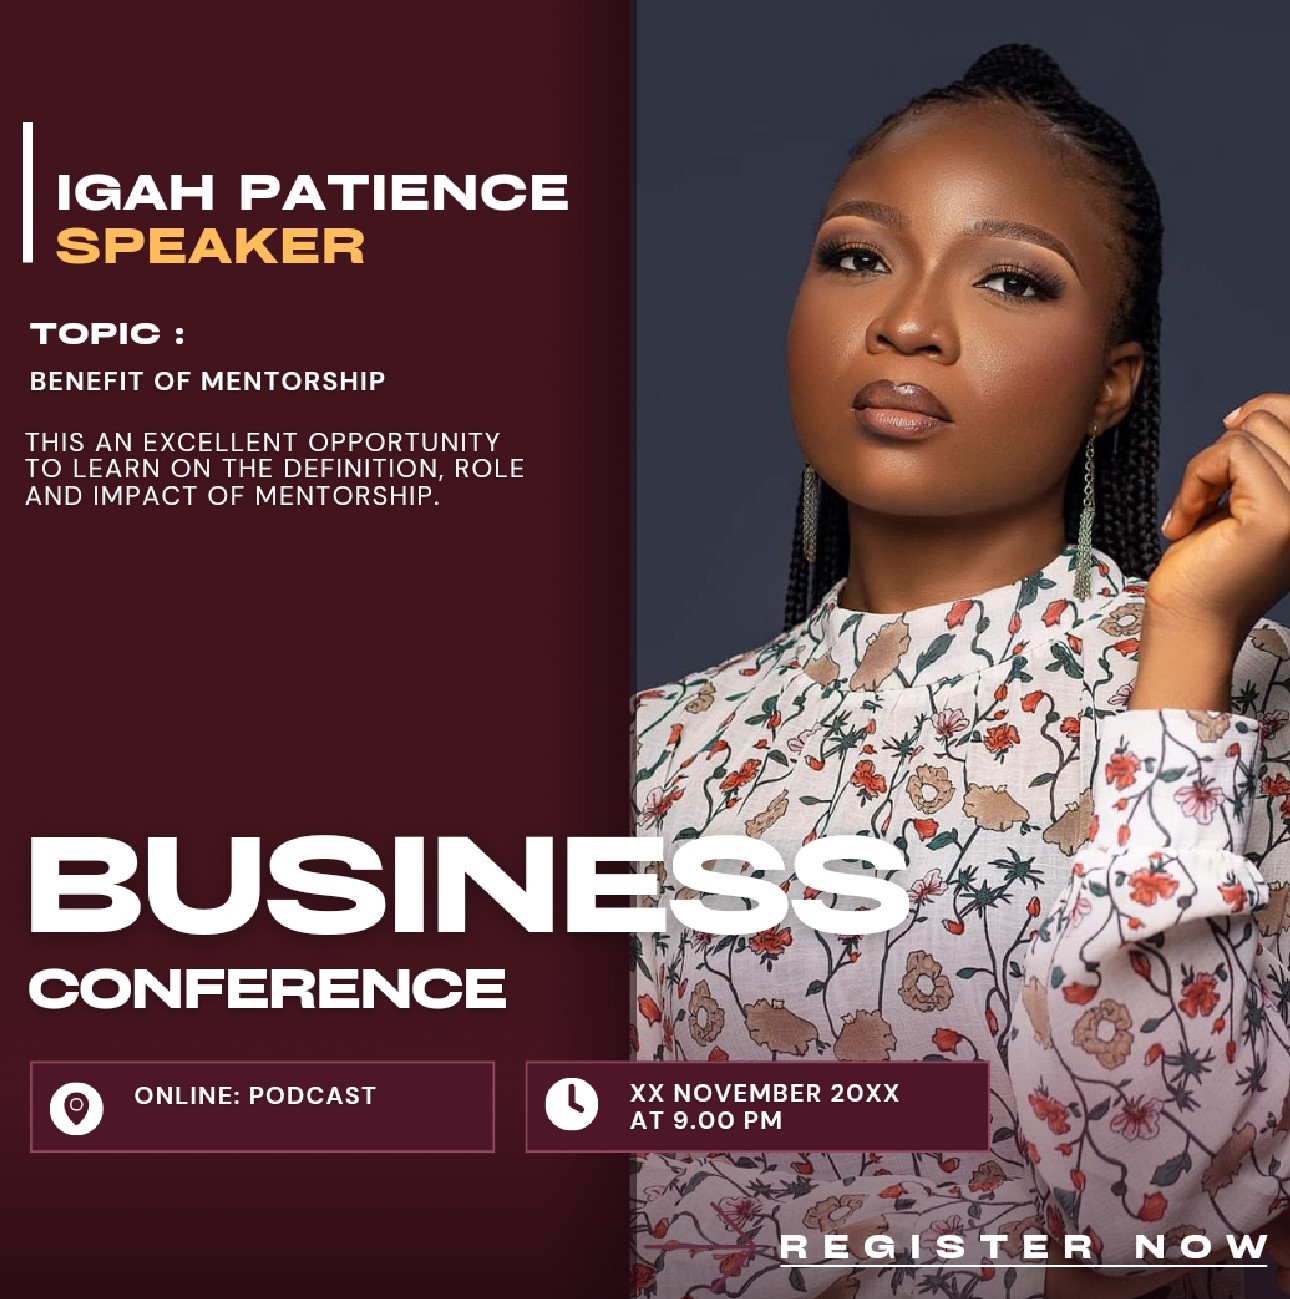 IGAH PATIENCE
SPEAKER
TOPIC :
BENEFIT OF MENTORSHIP
THIS AN EXCELLENT OPPORTUNITY
TO LEARN ON THE DEFINITION, ROLE
AND IMPACT OF MENTORSHIP.
BUSINESS
CONFERENCE
ONLINE: PODCAST
XX NOVEMBER 20XX
AT 9.00 PM
REGISTER NOW